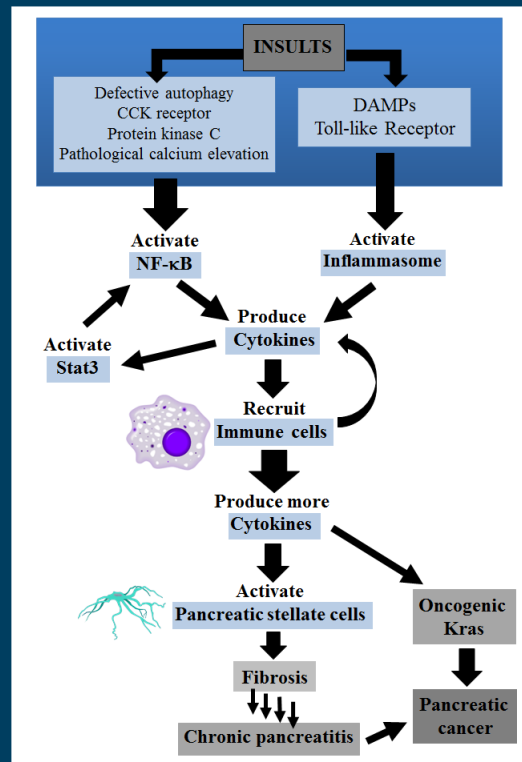 INSULTS
Defective autophagy
CCK receptor
Protein kinase C
Pathological calcium elevation
DAMPs
Toll-like Receptor
Activate
NF-κB
Activate
Inflammasome
Produce
Cytokines
Activate
Stat3
Recruit
Immune cells
Produce more
Cytokines
Activate
Pancreatic stellate cells
Oncogenic
Kras
Fibrosis
Pancreatic
cancer
Chronic pancreatitis